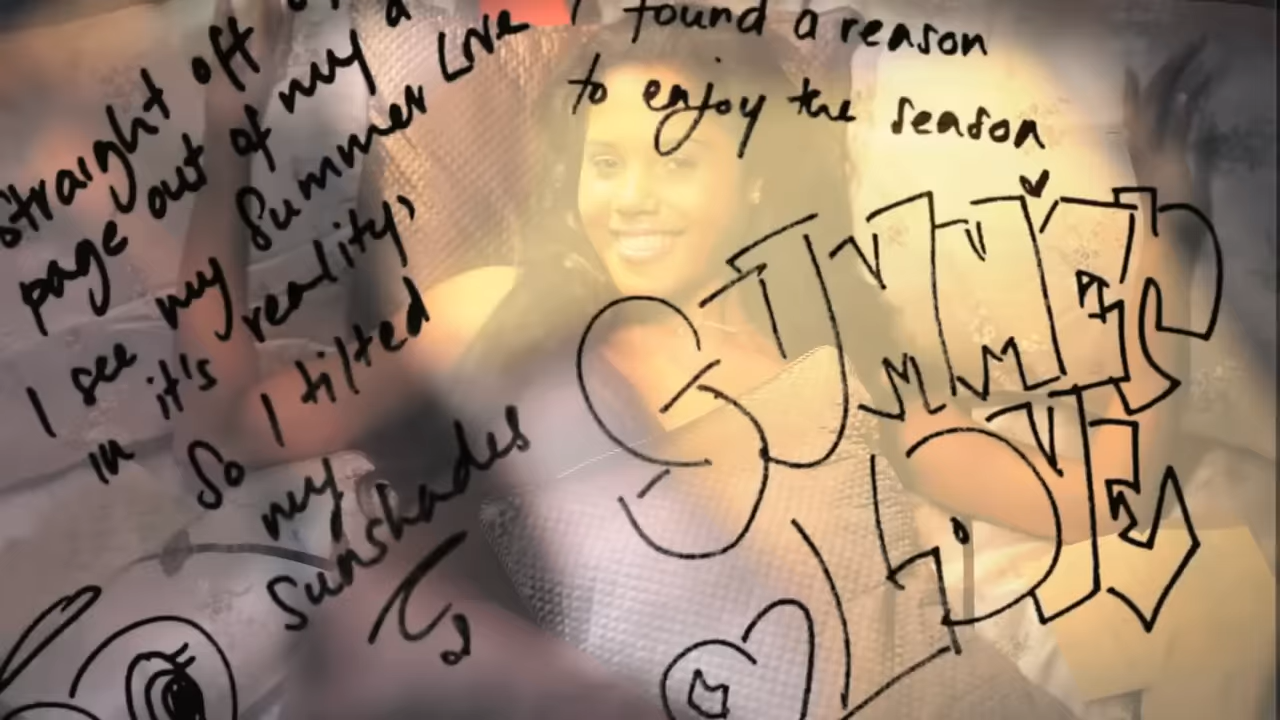 found a reason
to enjoy the season
straight off
page out of my
I see my Summer Love
in it's reality,
So I tilted
my
sunshades
SUMMER
LOVE